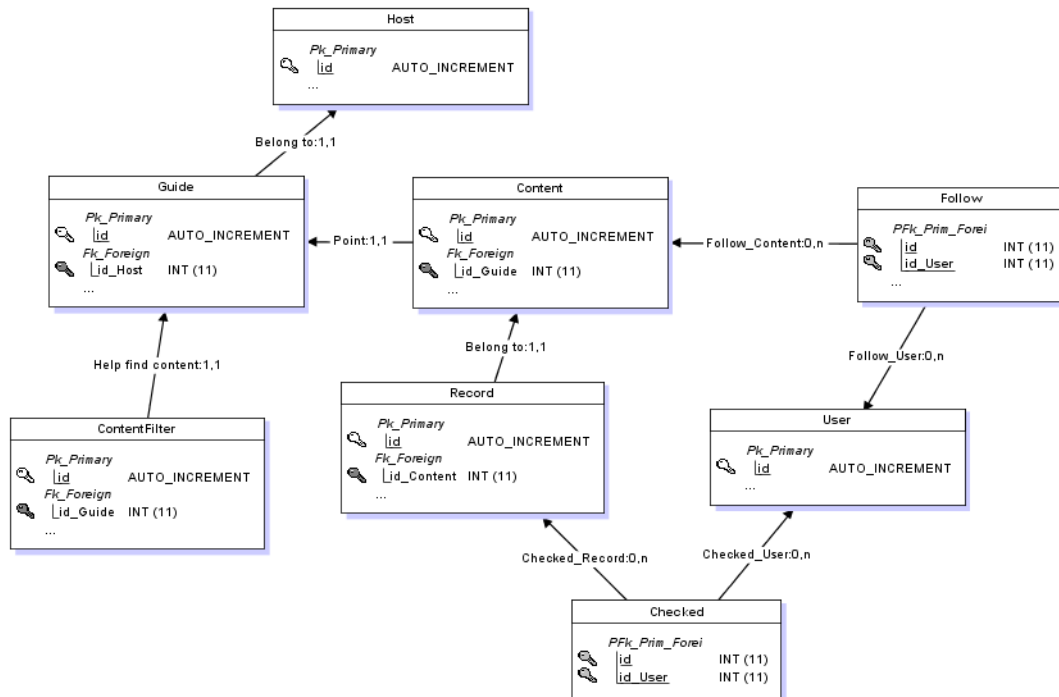 Host
Pk_Primary
id AUTO_INCREMENT
...
Belong to:1,1
Guide
Pk_Primary
id AUTO_INCREMENT
Fk_Foreign
id_Host INT (11)
...
Point:1,1
Content
Pk_Primary
id AUTO_INCREMENT
Fk_Foreign
id_Guide INT (11)
...
Follow_Content:0,n
Follow
PFk_Prim_Forei
id INT (11)
id_User INT (11)
...
Help find content:1,1
Belong to:1,1
Follow_User:0,n
ContentFilter
Pk_Primary
id AUTO_INCREMENT
Fk_Foreign
id_Guide INT (11)
...
Record
Pk_Primary
id AUTO_INCREMENT
Fk_Foreign
id_Content INT (11)
...
User
Pk_Primary
id AUTO_INCREMENT
...
Checked_Record:0,n
Checked_User:0,n
Checked
PFk_Prim_Forei
id INT (11)
id_User INT (11)